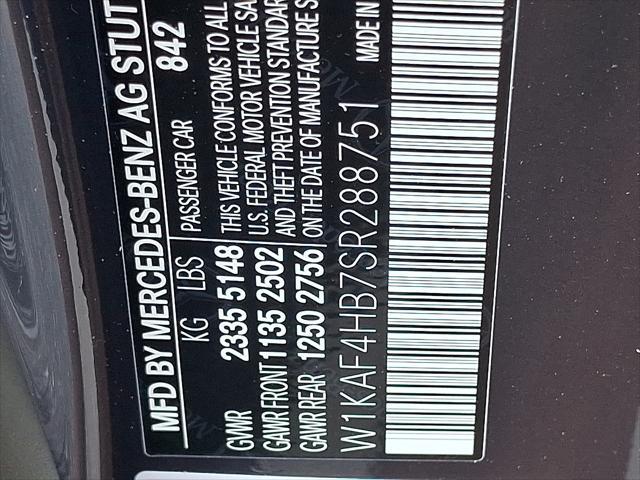 MFD BY MERCEDES-BENZ AG STUT
842
KG LBS PASSENGER CAR
GVWR 2335 5148 THIS VEHICLE CONFORMS TO ALL
GAWR FRONT 1135 2502 U.S. FEDERAL MOTOR VEHICLE SA
GAWR REAR 1250 2756 AND THEFT PREVENTION STANDAR
ON THE DATE OF MANUFACTURE S
W1KAF4HB7SR288751 MADE IN